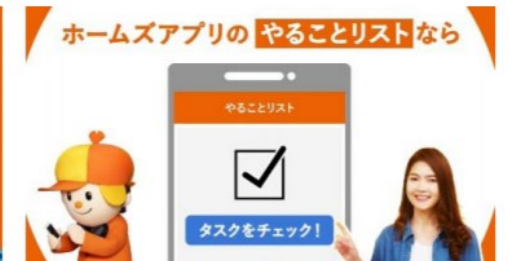 ホームズアプリの やることリスト なら
やることリスト
タスクをチェック!